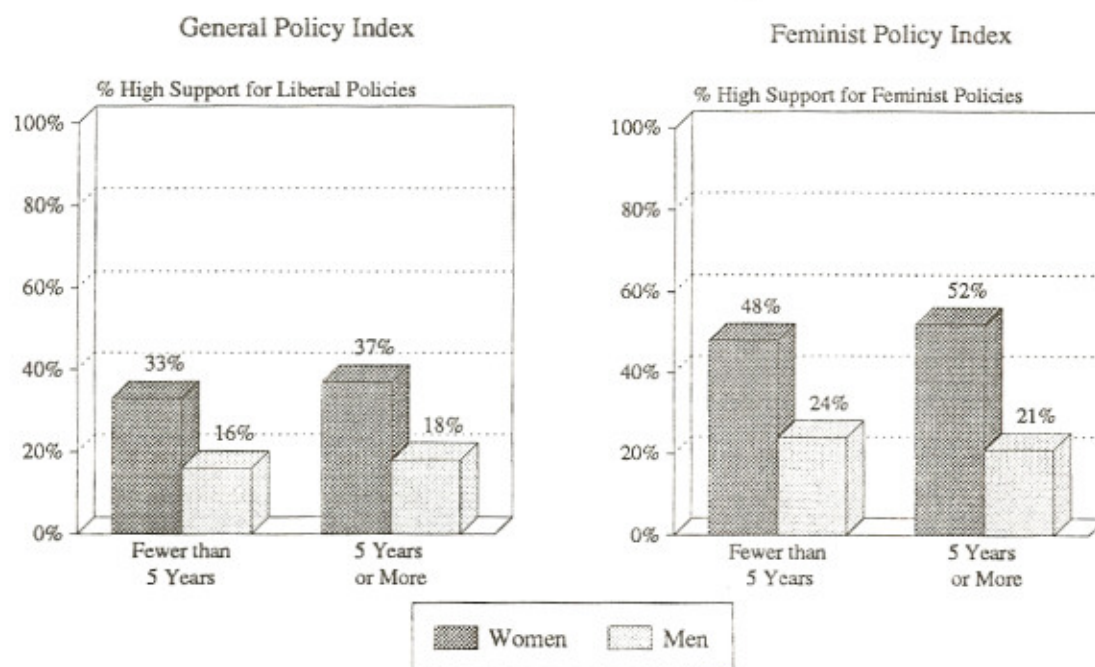 General Policy Index
% High Support for Liberal Policies
100%
80%
60%
40%
20%
0%
33%
16%
37%
18%
Fewer than
5 Years
5 Years
or More
Feminist Policy Index
% High Support for Feminist Policies
100%
80%
60%
40%
20%
0%
48%
24%
52%
21%
Fewer than
5 Years
5 Years
or More
Women
Men